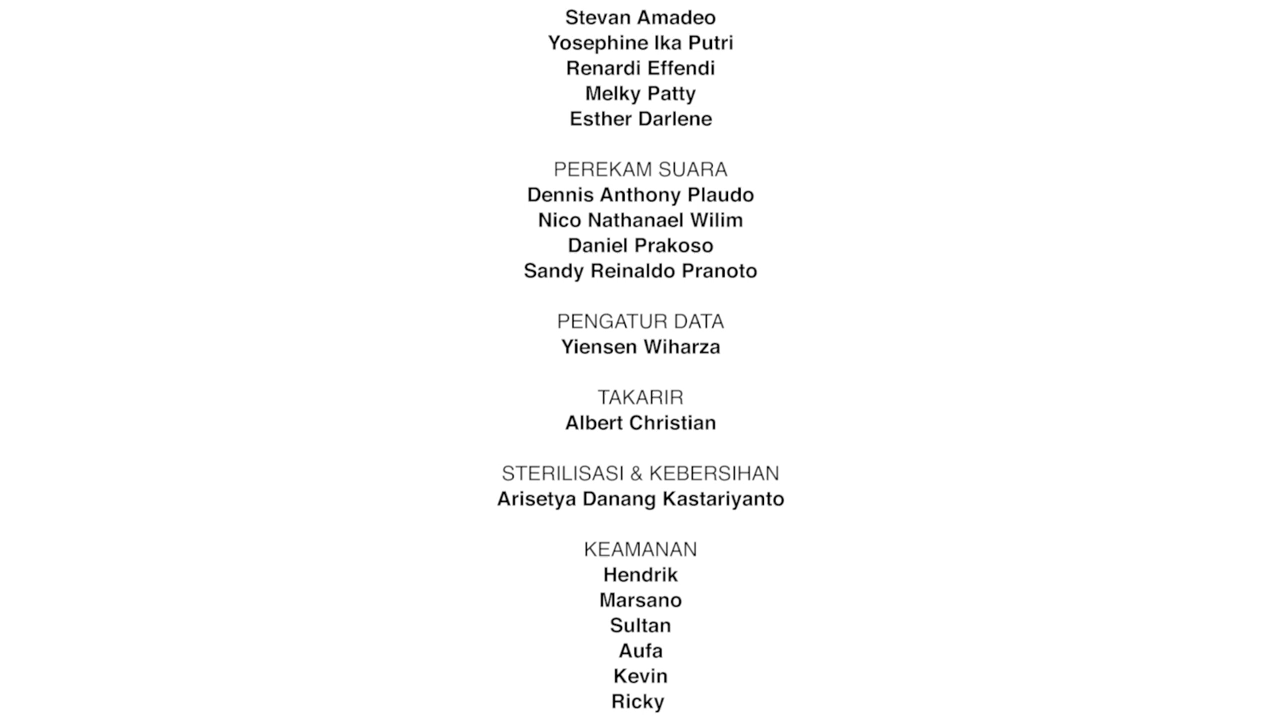 Stevan Amadeo
Yosephine Ika Putri
Renardi Effendi
Melky Patty
Esther Darlene
PEREKAM SUARA
Dennis Anthony Plaudo
Nico Nathanael Wilim
Daniel Prakoso
Sandy Reinaldo Pranoto
PENGATUR DATA
Yiensen Wiharza
TAKARIR
Albert Christian
STERILISASI & KEBERSIHAN
Arisetya Danang Kastariyanto
KEAMANAN
Hendrik
Marsano
Sultan
Aufa
Kevin
Ricky